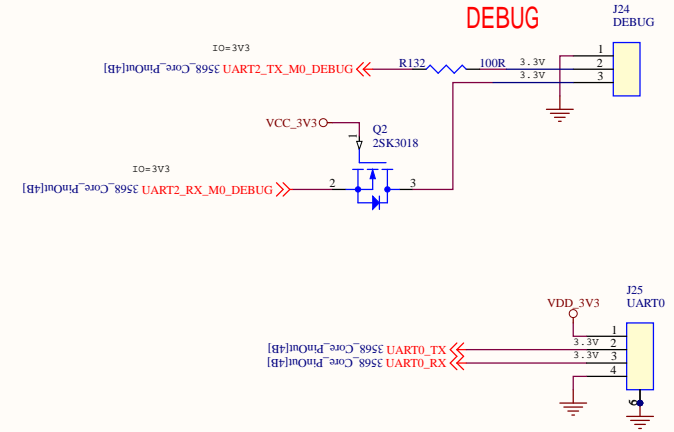 DEBUG
J24
DEBUG
IO=3V3
3568_Core_PinOut[4B] UART2_TX_M0_DEBUG
R132 100R 3.3V
3.3V
1
2
3
VCC_3V3
1
Q2
2SK3018
IO=3V3
3568_Core_PinOut[4B] UART2_RX_M0_DEBUG
2
3
J25
UART0
VDD_3V3
3568_Core_PinOut[4B] UART0_TX
3568_Core_PinOut[4B] UART0_RX
3.3V
3.3V
1
2
3
4